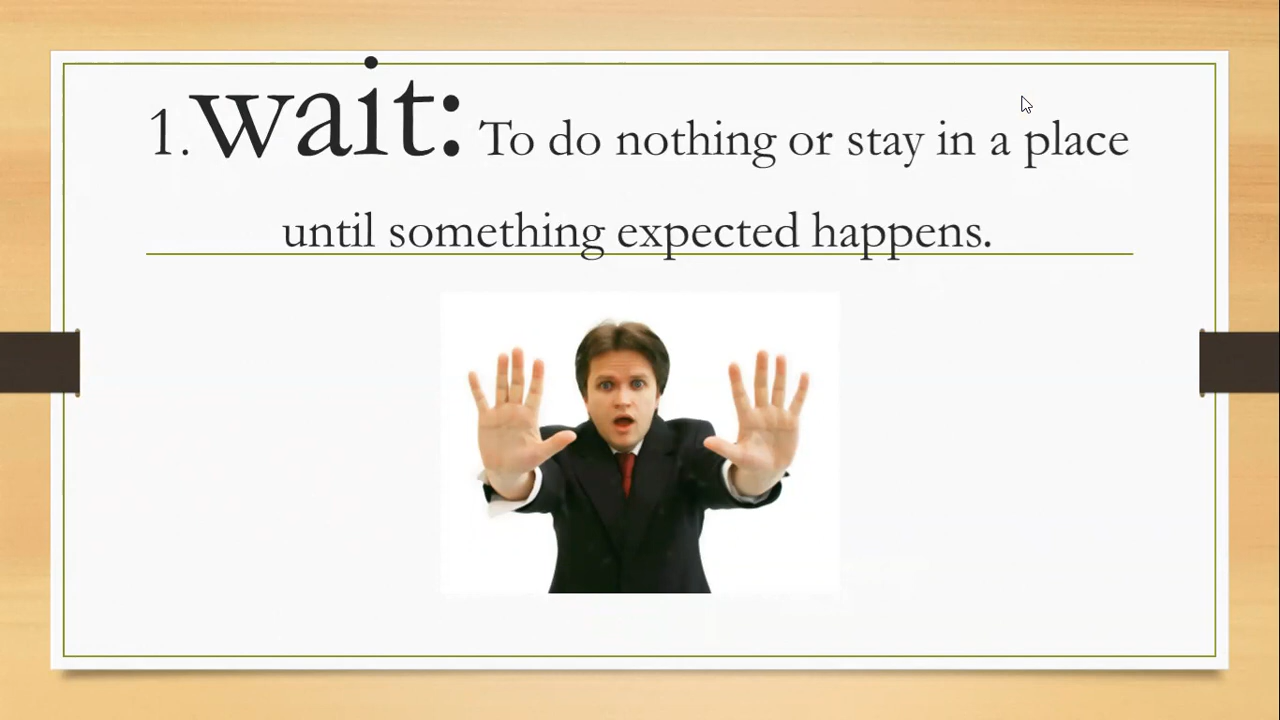 1. wait: To do nothing or stay in a place
until something expected happens.